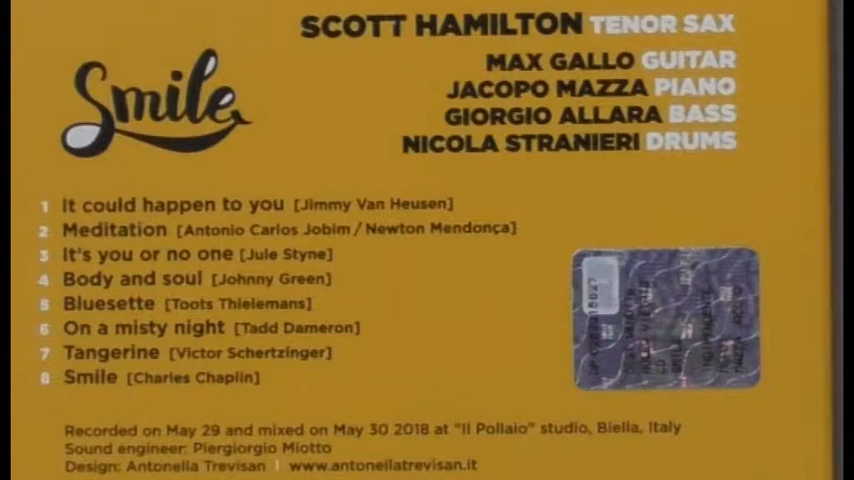 SCOTT HAMILTON TENOR SAX
MAX GALLO GUITAR
JACOPO MAZZA PIANO
GIORGIO ALLARA BASS
NICOLA STRANIERI DRUMS
Smile
1 It could happen to you [Jimmy Van Heusen]
2 Meditation [Antonio Carlos Jobim / Newton Mendonça]
3 It's you or no one [Jule Styne]
4 Body and soul [Johnny Green]
5 Bluesette [Toots Thielemans]
6 On a misty night [Tadd Dameron]
7 Tangerine [Victor Schertzinger]
8 Smile [Charles Chaplin]
Recorded on May 29 and mixed on May 30 2018 at "Il Pollaio" studio, Biella, Italy
Sound engineer: Piergiorgio Miotto
Design: Antonella Trevisan | www.antonellatrevisan.it